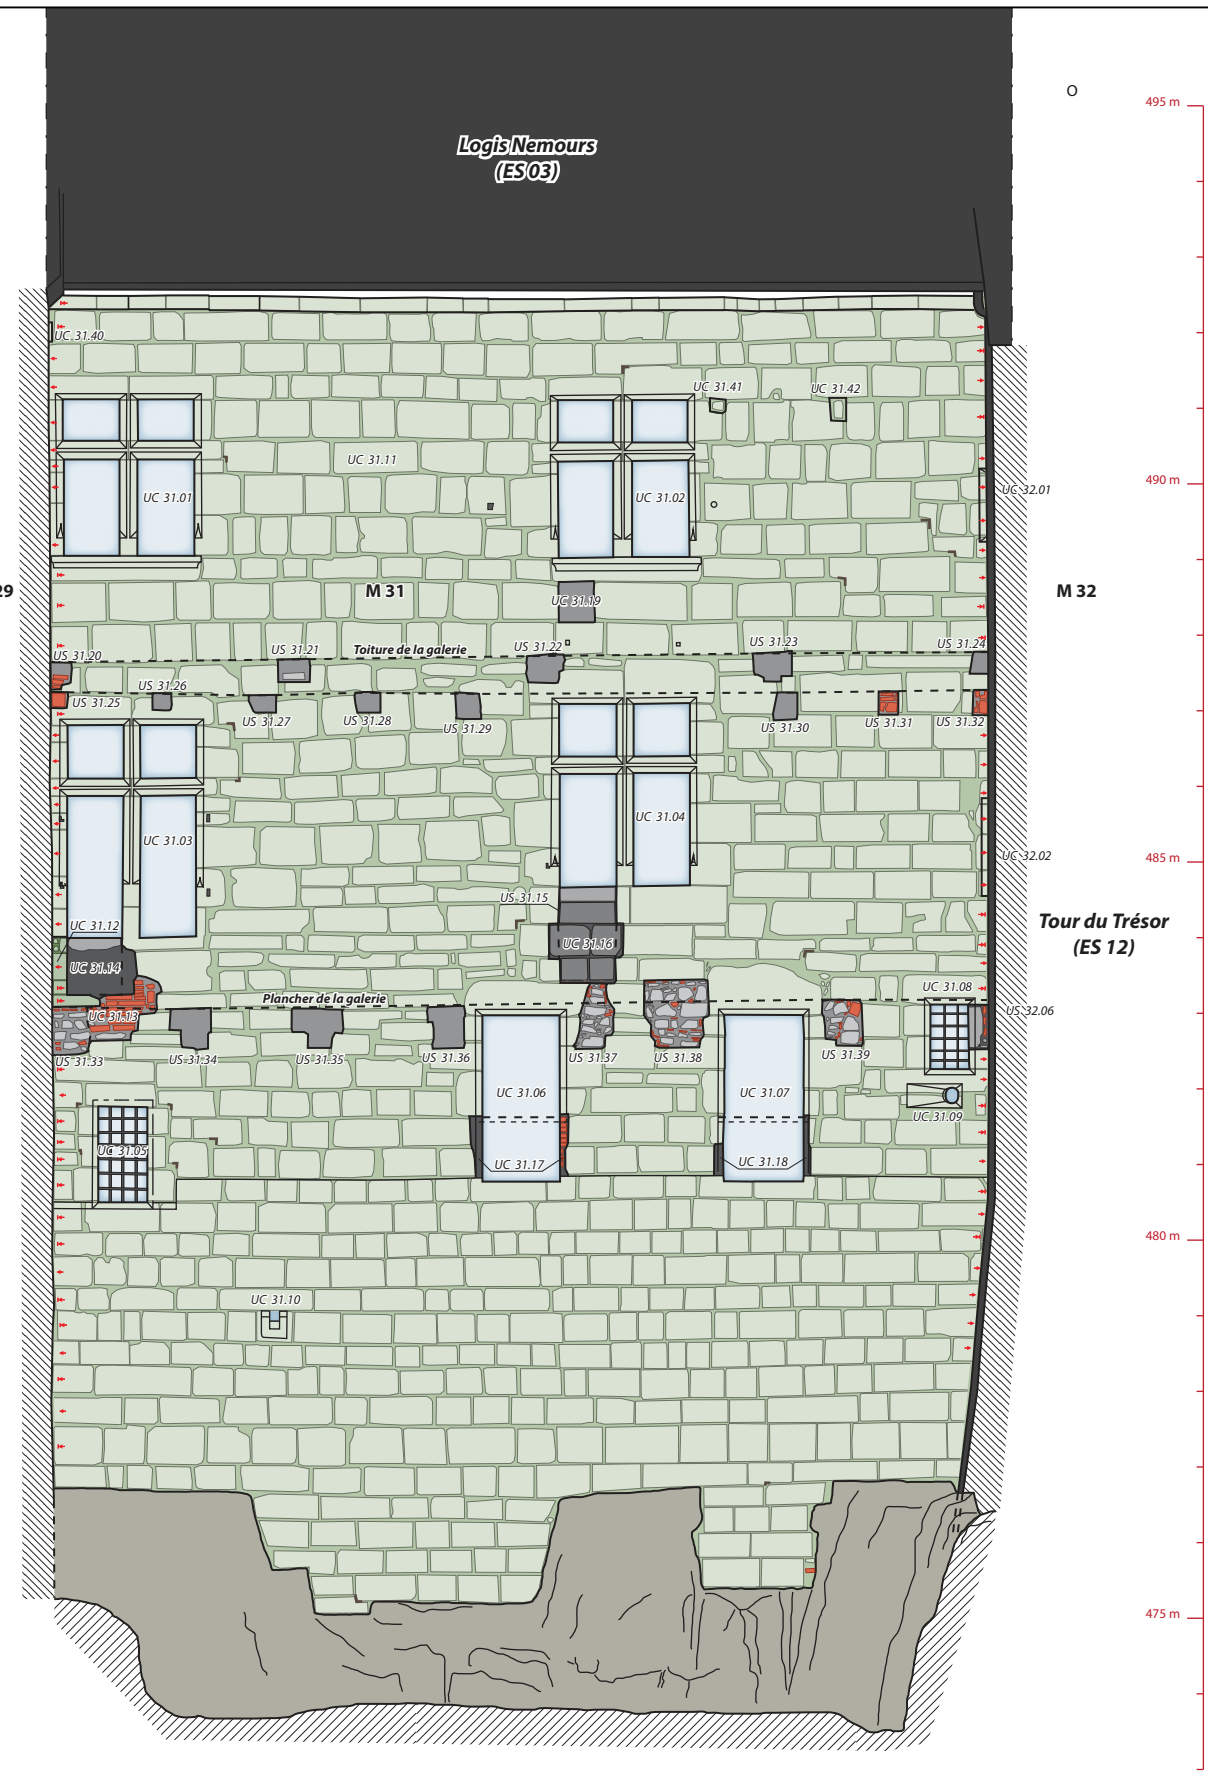 O
495 m
Logis Nemours
(ES 03)
UC 31.40
UC 31.41
UC 31.42
UC 31.11
490 m
UC 31.01
UC 31.02
UC 32.01
29
M 31
UC 31.19
M 32
US 31.20
US 31.21
Toiture de la galerie
US 31.22
US 31.23
US 31.24
US 31.25
US 31.26
US 31.27
US 31.28
US 31.29
US 31.30
US 31.31
US 31.32
UC 31.03
UC 31.04
485 m
UC 32.02
US 31.15
UC 31.12
UC 31.16
Tour du Trésor
(ES 12)
UC 31.14
Plancher de la galerie
UC 31.08
UC 31.13
US 32.06
US 31.33
US 31.34
US 31.35
US 31.36
US 31.37
US 31.38
US 31.39
UC 31.06
UC 31.07
UC 31.09
UC 31.05
UC 31.17
UC 31.18
480 m
UC 31.10
475 m